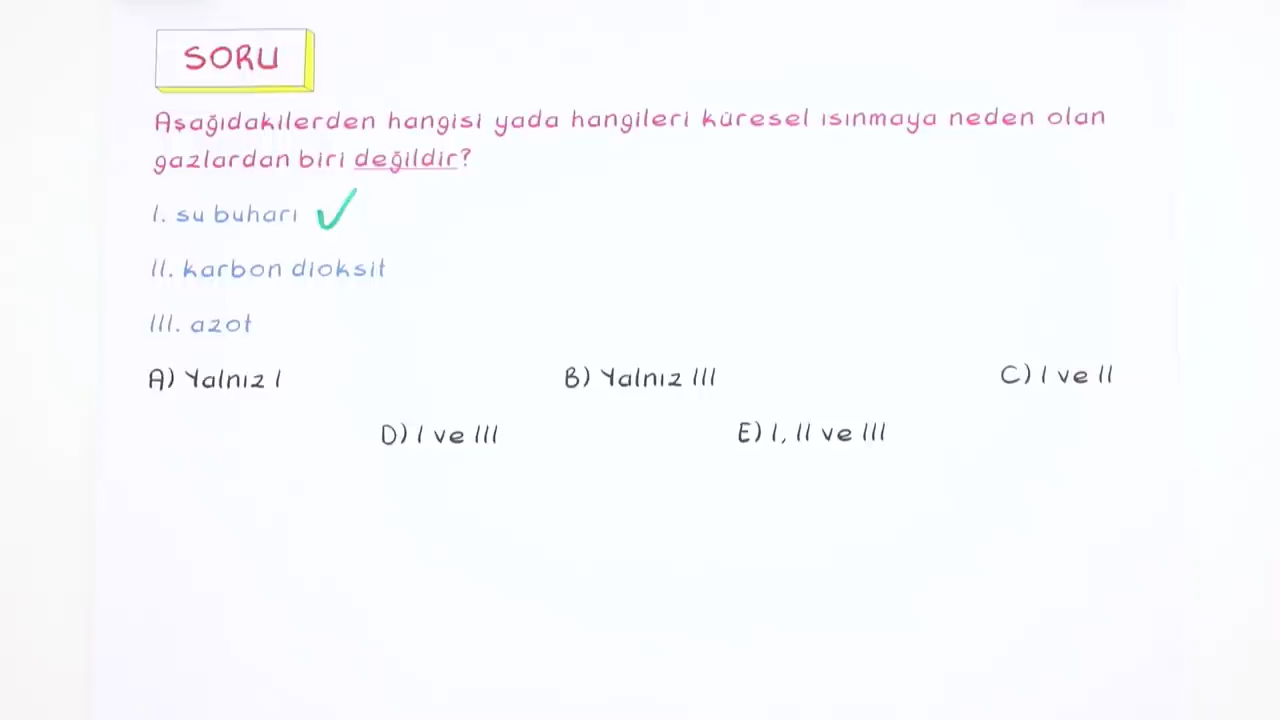 SORU
Aşağıdakilerden hangisi yada hangileri küresel ısınmaya neden olan
gazlardan biri değildir?
I. su buharı
II. karbon dioksit
III. azot
A) Yalnız I
B) Yalnız III
C) I ve II
D) I ve III
E) I, II ve III